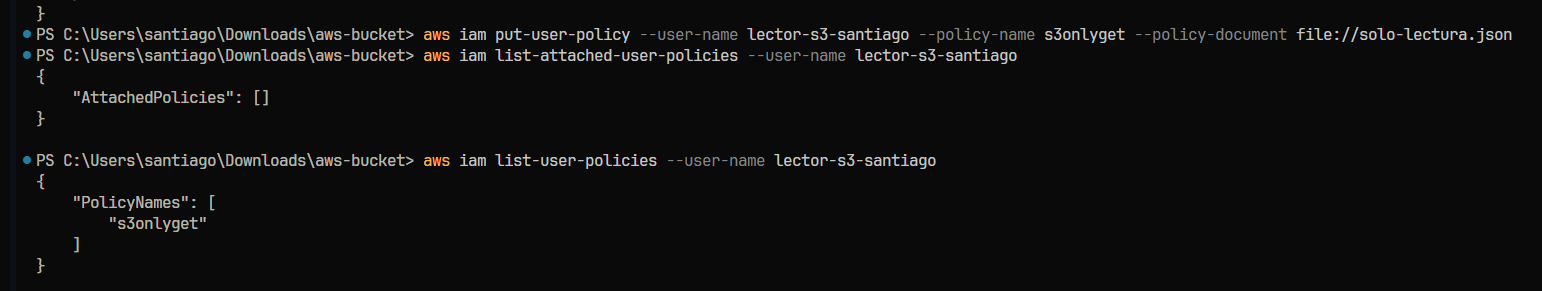 }
PS C:\Users\santiago\Downloads\aws-bucket> aws iam put-user-policy --user-name lector-s3-santiago --policy-name s3onlyget --policy-document file://solo-lectura.json
PS C:\Users\santiago\Downloads\aws-bucket> aws iam list-attached-user-policies --user-name lector-s3-santiago
{
    "AttachedPolicies": []
}
PS C:\Users\santiago\Downloads\aws-bucket> aws iam list-user-policies --user-name lector-s3-santiago
{
    "PolicyNames": [
        "s3onlyget"
    ]
}